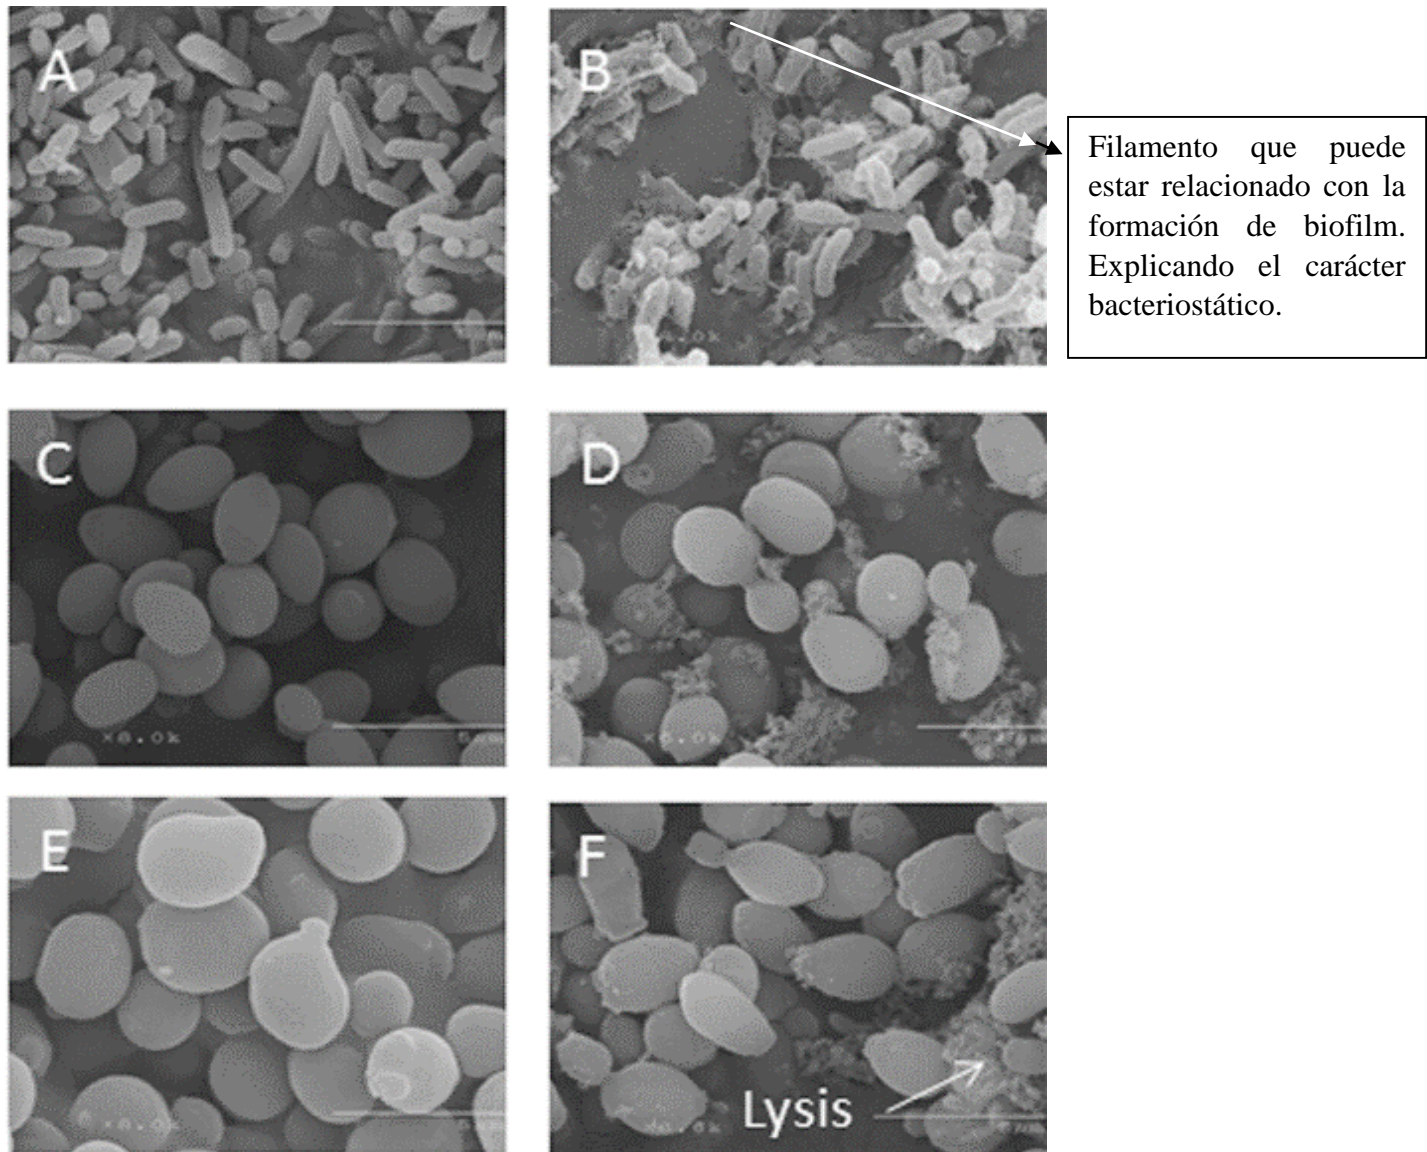 A
B
Filamento que puede
estar relacionado con la
formación de biofilm.
Explicando el carácter
bacteriostático.
C
D
E
F
Lysis